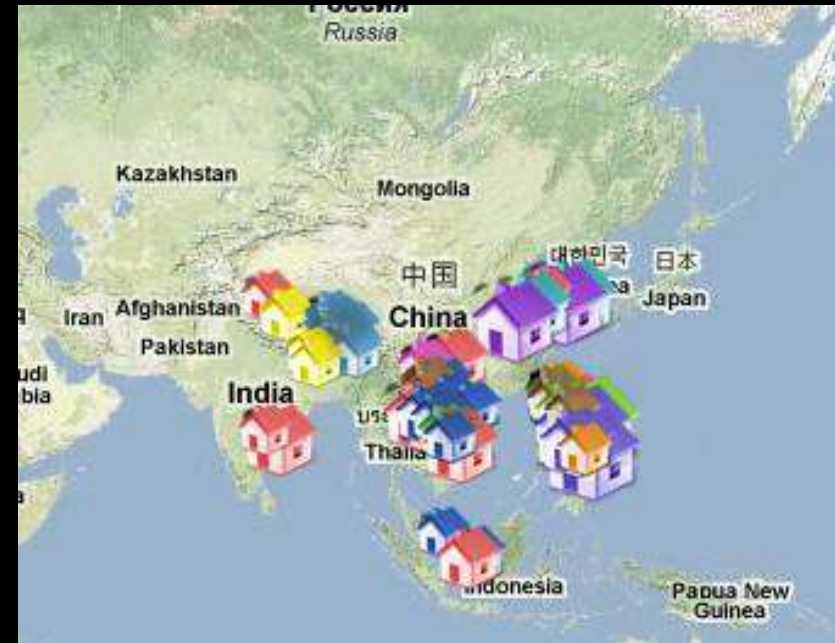 Россия
Russia
Kazakhstan
Mongolia
中国
China
대한민국
日本
Japan
Iran
Afghanistan
Pakistan
India
Indonesia
Papua New
Guinea